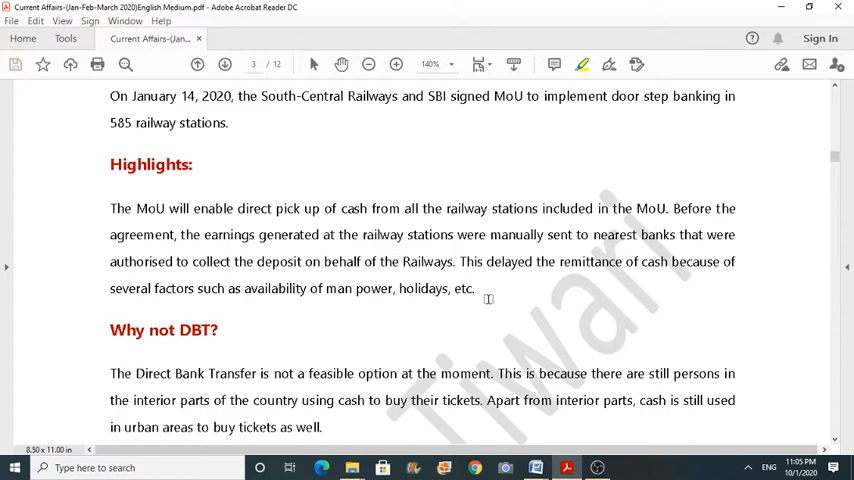 Current Affairs-(Jan-Feb-March 2020)English Medium.pdf - Adobe Acrobat Reader DC
File Edit View Sign Window Help
Home Tools Current Affairs-(Jan... × Sign In
3 / 12 140%
On January 14, 2020, the South-Central Railways and SBI signed MoU to implement door step banking in
585 railway stations.
Highlights:
The MoU will enable direct pick up of cash from all the railway stations included in the MoU. Before the
agreement, the earnings generated at the railway stations were manually sent to nearest banks that were
authorised to collect the deposit on behalf of the Railways. This delayed the remittance of cash because of
several factors such as availability of man power, holidays, etc.
Why not DBT?
The Direct Bank Transfer is not a feasible option at the moment. This is because there are still persons in
the interior parts of the country using cash to buy their tickets. Apart from interior parts, cash is still used
in urban areas to buy tickets as well.
Tiwari
8.50 x 11.00 in
Type here to search
ENG
11:05 PM
10/1/2020